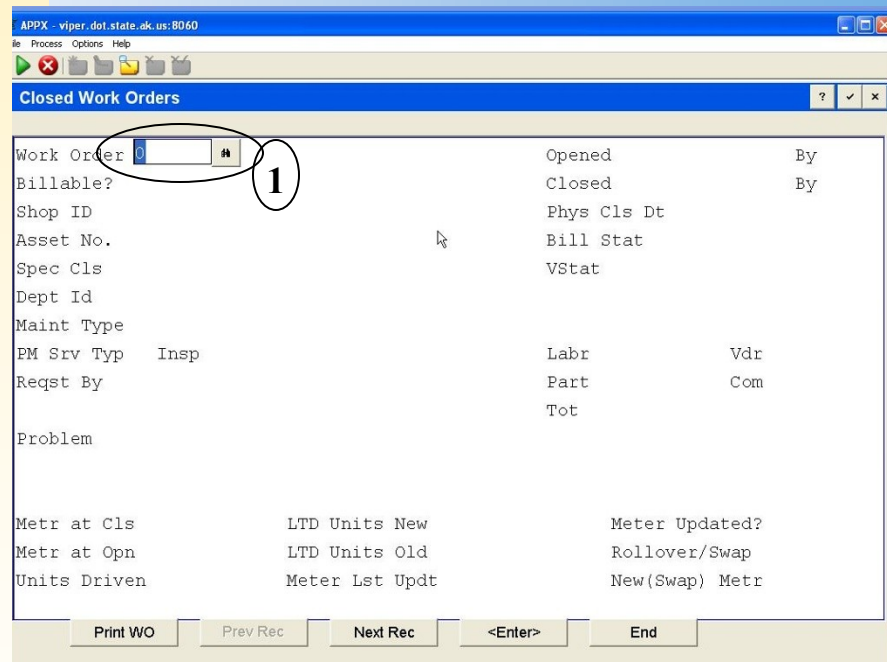 APPX - viper.dot.state.ak.us:8060
ile Process Options Help
Closed Work Orders ? ✓ ×
Work Order 0 Opened By
1
Billable? Closed By
Shop ID Phys Cls Dt
Asset No. Bill Stat
Spec Cls VStat
Dept Id
Maint Type
PM Srv Typ Insp Labr Vdr
Reqst By Part Com
Tot
Problem
Metr at Cls LTD Units New Meter Updated?
Metr at Opn LTD Units Old Rollover/Swap
Units Driven Meter Lst Updt New(Swap) Metr
Print WO Prev Rec Next Rec <Enter> End